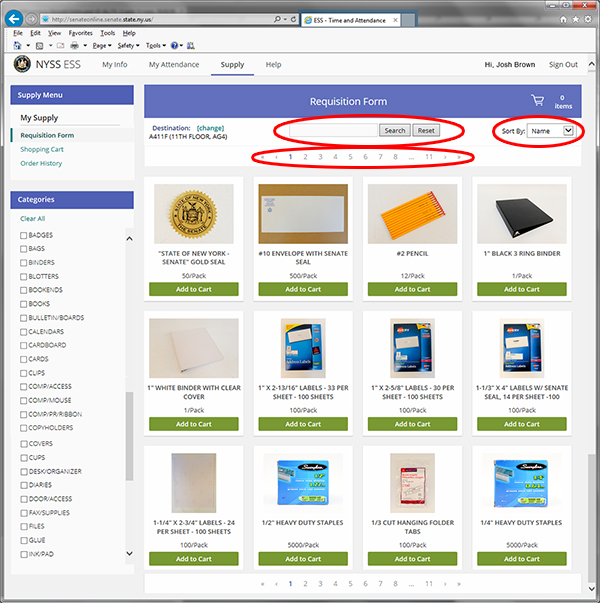 http://senateonline.senate.state.ny.us/
ESS - Time and Attendance
File Edit View Favorites Tools Help
Page Safety Tools
NYSS ESS My Info My Attendance Supply Help Hi, Josh Brown Sign Out
Supply Menu
My Supply
Requisition Form
Shopping Cart
Order History
Categories
Clear All
BADGES
BAGS
BINDERS
BLOTTERS
BOOKENDS
BOOKS
BULLETIN/BOARDS
CALENDARS
CARDBOARD
CARDS
CLIPS
COMP/ACCESS
COMP/MOUSE
COMP/PR/RIBBON
COPYHOLDERS
COVERS
CUPS
DESK/ORGANIZER
DIARIES
DOOR/ACCESS
FAX/SUPPLIES
FILES
GLUE
INK/PAD
Requisition Form
0
items
Destination: [change]
A411F (11TH FLOOR, AG4)
Search Reset
Sort By: Name
« ‹ 1 2 3 4 5 6 7 8 ... 11 › »
"STATE OF NEW YORK - SENATE" GOLD SEAL
50/Pack
Add to Cart
#10 ENVELOPE WITH SENATE SEAL
500/Pack
Add to Cart
#2 PENCIL
12/Pack
Add to Cart
1" BLACK 3 RING BINDER
1/Pack
Add to Cart
1" WHITE BINDER WITH CLEAR COVER
1/Pack
Add to Cart
1" X 2-13/16" LABELS - 33 PER SHEET - 100 SHEETS
100/Pack
Add to Cart
1" X 2-5/8" LABELS - 30 PER SHEET - 100 SHEETS
100/Pack
Add to Cart
1-1/3" X 4" LABELS W/ SENATE SEAL, 14 PER SHEET -100
100/Pack
Add to Cart
1-1/4" X 2-3/4" LABELS - 24 PER SHEET - 100 SHEETS
100/Pack
Add to Cart
1/2" HEAVY DUTY STAPLES
5000/Pack
Add to Cart
1/3 CUT HANGING FOLDER TABS
100/Pack
Add to Cart
1/4" HEAVY DUTY STAPLES
5000/Pack
Add to Cart
« ‹ 1 2 3 4 5 6 7 8 ... 11 › »